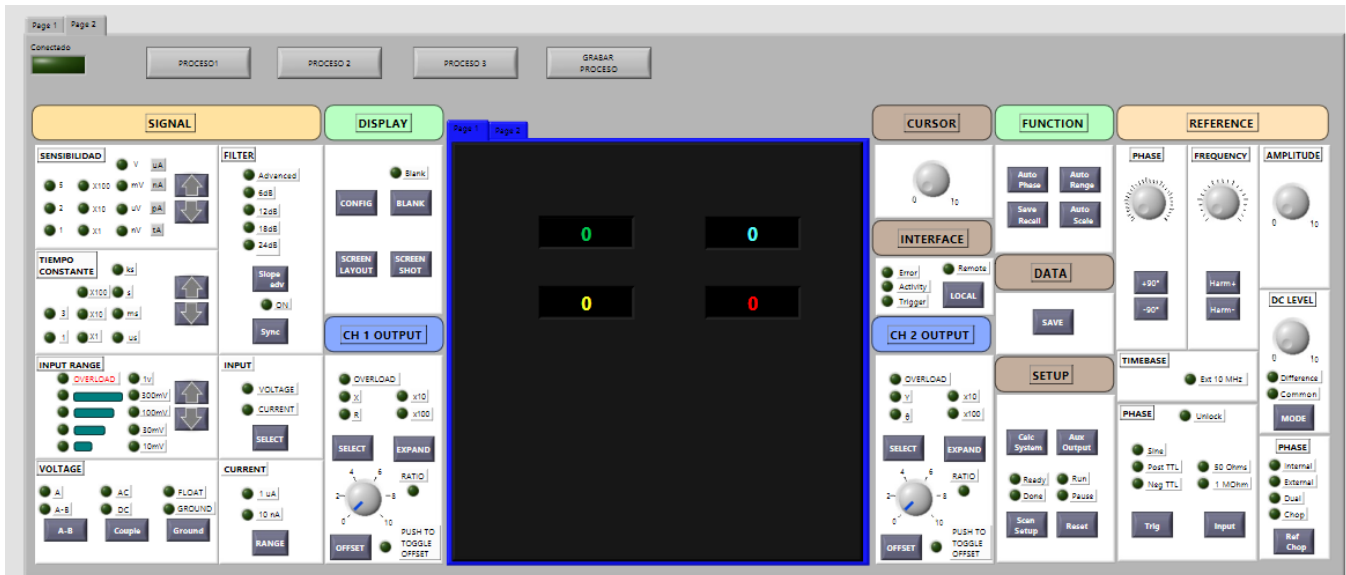 Page 1 Page 2
Conectado
PROCESO1
PROCESO 2
PROCESO 3
GRABAR
PROCESO
SIGNAL
SENSIBILIDAD
V uA
5 X100 mV nA
2 X10 uV pA
1 X1 nV fA
TIEMPO
CONSTANTE
ks
X100 s
3 X10 ms
1 X1 us
INPUT RANGE
OVERLOAD 1v
300mV
100mV
30mV
10mV
VOLTAGE
A AC FLOAT
A-B DC GROUND
A-B Couple Ground
FILTER
Advanced
6dB
12dB
18dB
24dB
Slope
adv
ON
Sync
INPUT
VOLTAGE
CURRENT
SELECT
CURRENT
1 uA
10 nA
RANGE
DISPLAY
Blank
CONFIG BLANK
SCREEN
LAYOUT
SCREEN
SHOT
CH 1 OUTPUT
OVERLOAD
X x10
R x100
SELECT EXPAND
RATIO
0 2 4 6 8 10
PUSH TO
TOGGLE
OFFSET
OFFSET
Page 1 Page 2
0 0
0 0
CURSOR
0 10
INTERFACE
Error Remote
Activity
Trigger LOCAL
CH 2 OUTPUT
OVERLOAD
Y x10
θ x100
SELECT EXPAND
RATIO
0 2 4 6 8 10
PUSH TO
TOGGLE
OFFSET
OFFSET
FUNCTION
Auto
Phase
Auto
Range
Save
Recall
Auto
Scale
DATA
SAVE
SETUP
Calc
System
Aux
Output
Ready Run
Done Pause
Scan
Setup
Reset
REFERENCE
PHASE
+90°
-90°
FREQUENCY
Harm+
Harm-
AMPLITUDE
0 10
DC LEVEL
0 10
Difference
Common
MODE
TIMEBASE
Ext 10 MHz
PHASE Unlock
Sine
Post TTL 50 Ohms
Neg TTL 1 MOhm
Trig Input
PHASE
Internal
External
Dual
Chop
Ref
Chop